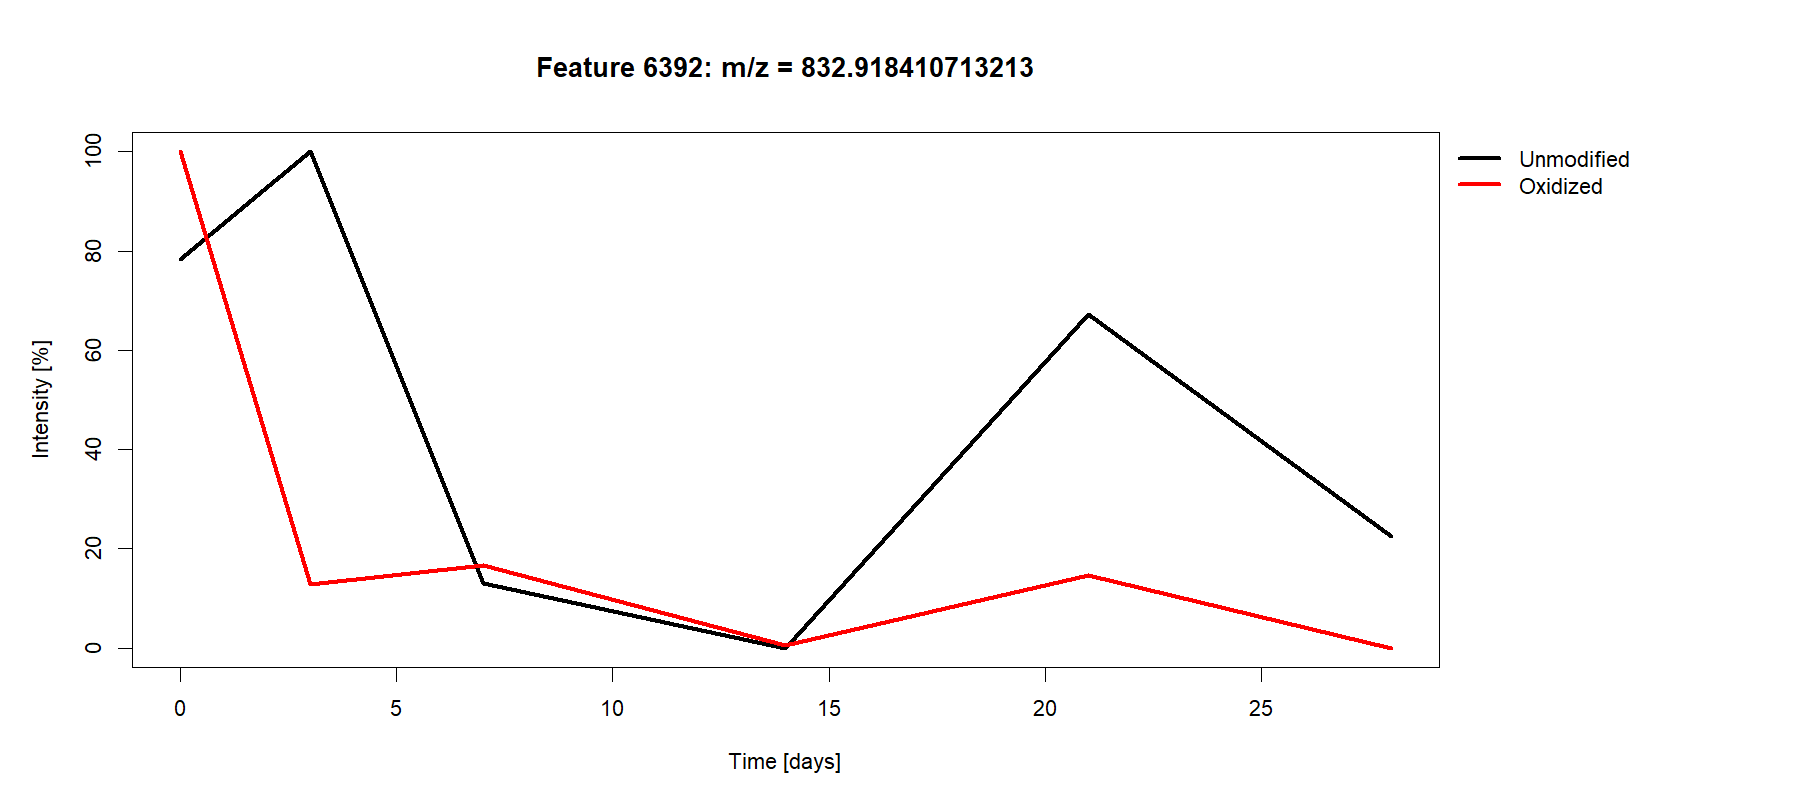 Feature 6392: m/z = 832.918410713213
Unmodified
Oxidized
100
80
60
40
20
0
Intensity [%]
0 5 10 15 20 25
Time [days]